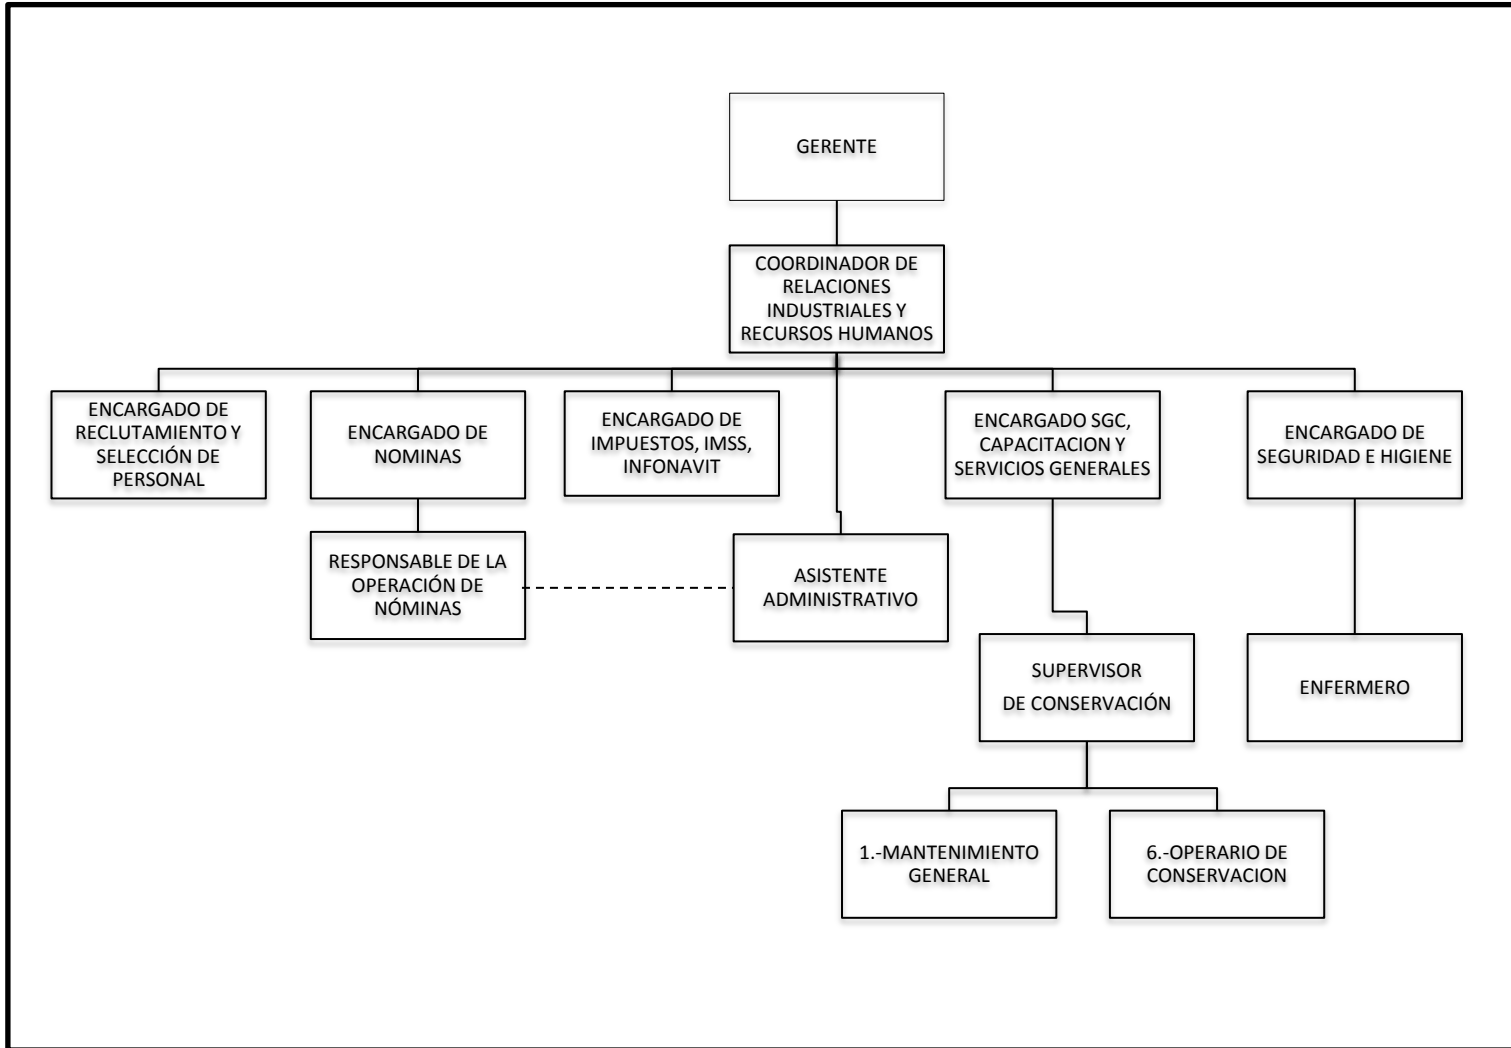 GERENTE
COORDINADOR DE
RELACIONES
INDUSTRIALES Y
RECURSOS HUMANOS
ENCARGADO DE
RECLUTAMIENTO Y
SELECCIÓN DE
PERSONAL
ENCARGADO DE
NOMINAS
ENCARGADO DE
IMPUESTOS, IMSS,
INFONAVIT
ENCARGADO SGC,
CAPACITACION Y
SERVICIOS GENERALES
ENCARGADO DE
SEGURIDAD E HIGIENE
RESPONSABLE DE LA
OPERACIÓN DE
NÓMINAS
ASISTENTE
ADMINISTRATIVO
SUPERVISOR
DE CONSERVACIÓN
ENFERMERO
1.-MANTENIMIENTO
GENERAL
6.-OPERARIO DE
CONSERVACION